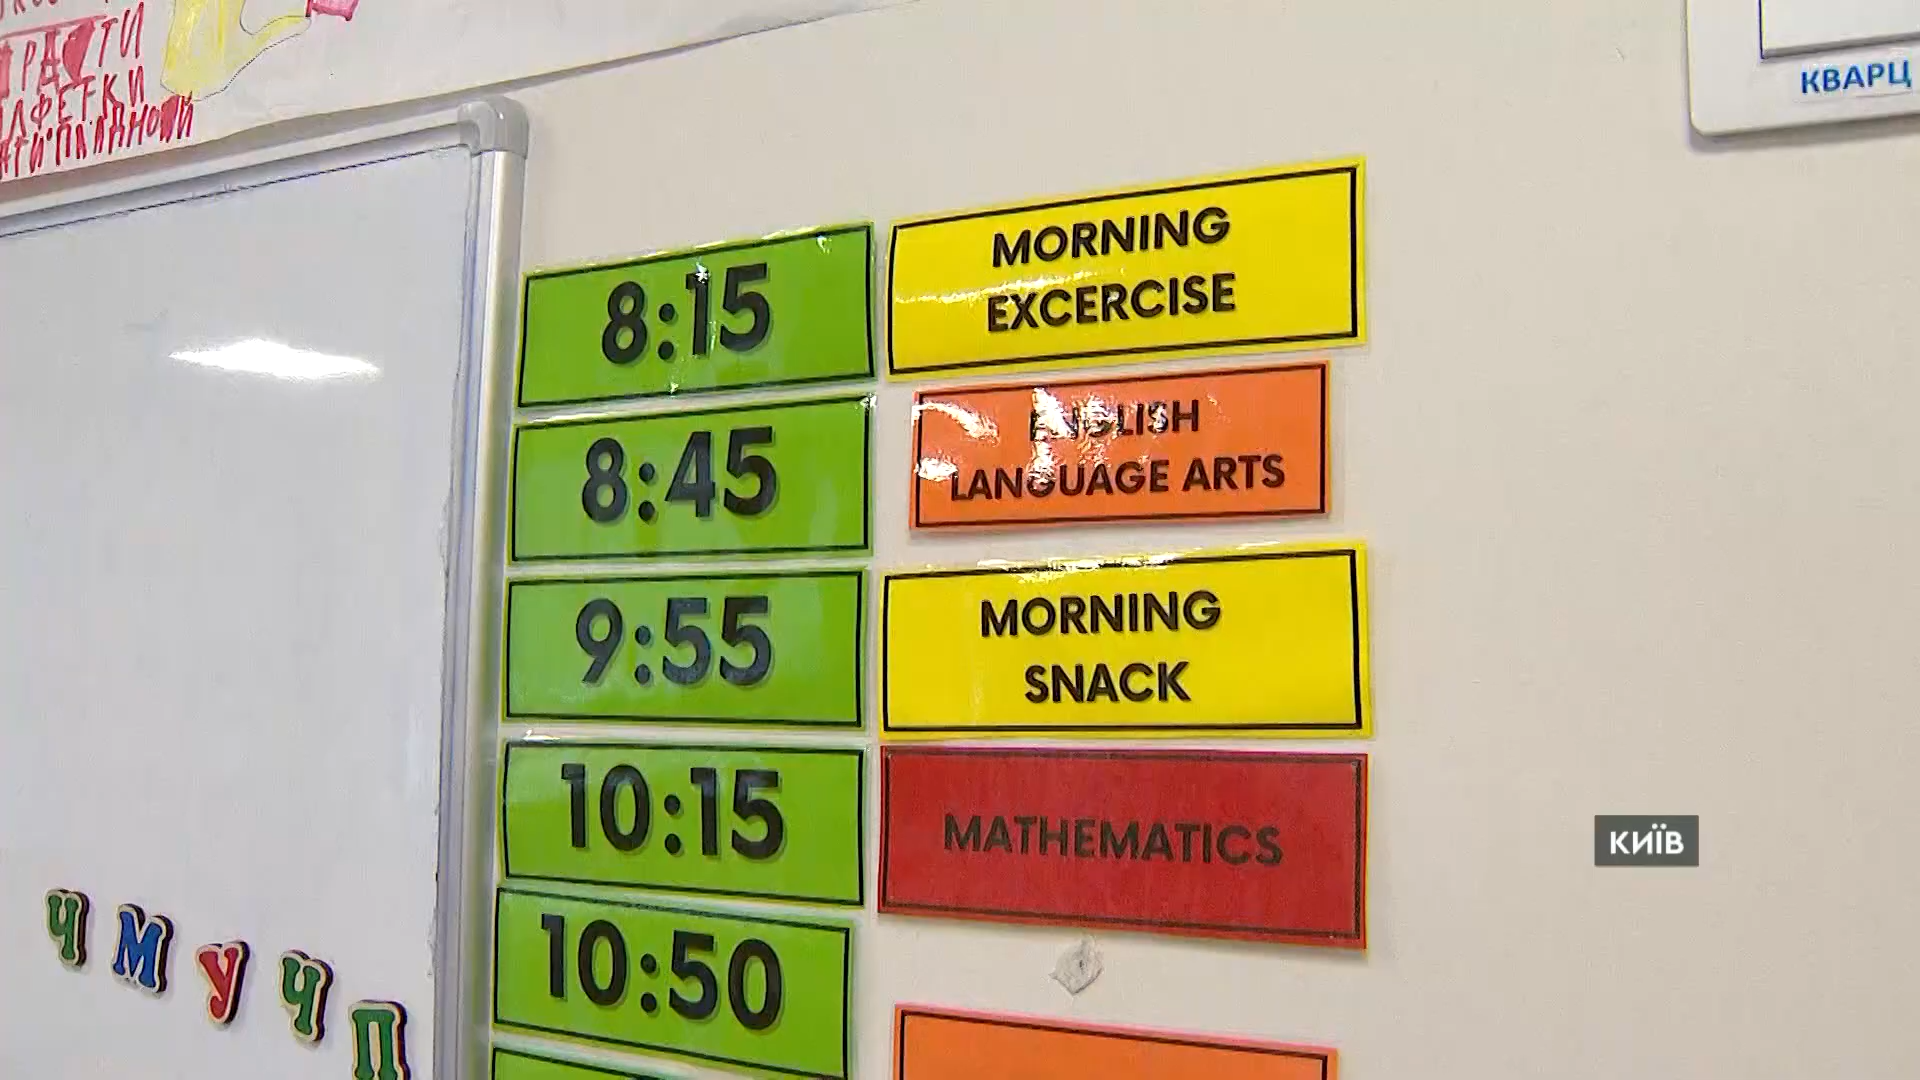 КВАРЦ
8:15
MORNING
EXCERCISE
8:45
ENGLISH
LANGUAGE ARTS
9:55
MORNING
SNACK
10:15
MATHEMATICS
10:50
КИЇВ
Ч М У Ч П